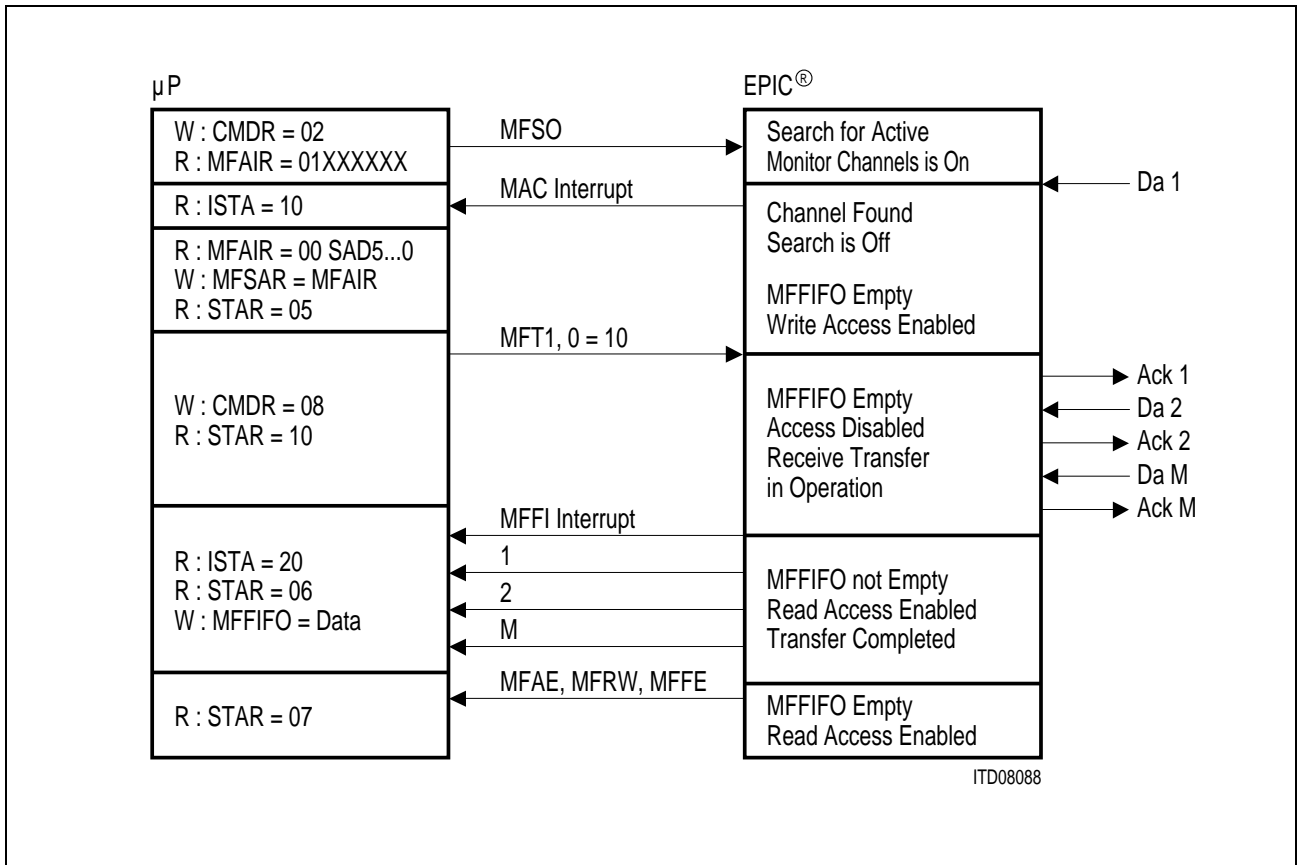 µP
EPIC®
W : CMDR = 02
R : MFAIR = 01XXXXXX
MFSO
Search for Active
Monitor Channels is On
Da 1
R : ISTA = 10
MAC Interrupt
Channel Found
Search is Off
R : MFAIR = 00 SAD5...0
W : MFSAR = MFAIR
R : STAR = 05
MFFIFO Empty
Write Access Enabled
MFT1, 0 = 10
W : CMDR = 08
R : STAR = 10
MFFIFO Empty
Access Disabled
Receive Transfer
in Operation
Ack 1
Da 2
Ack 2
Da M
Ack M
MFFI Interrupt
1
2
M
R : ISTA = 20
R : STAR = 06
W : MFFIFO = Data
MFFIFO not Empty
Read Access Enabled
Transfer Completed
MFAE, MFRW, MFFE
R : STAR = 07
MFFIFO Empty
Read Access Enabled
ITD08088